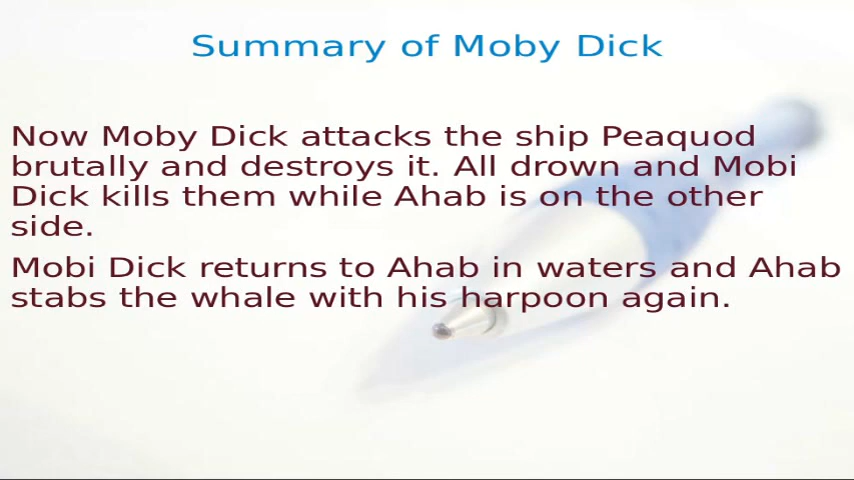 Summary of Moby Dick
Now Moby Dick attacks the ship Peaquod
brutally and destroys it. All drown and Mobi
Dick kills them while Ahab is on the other
side.
Mobi Dick returns to Ahab in waters and Ahab
stabs the whale with his harpoon again.